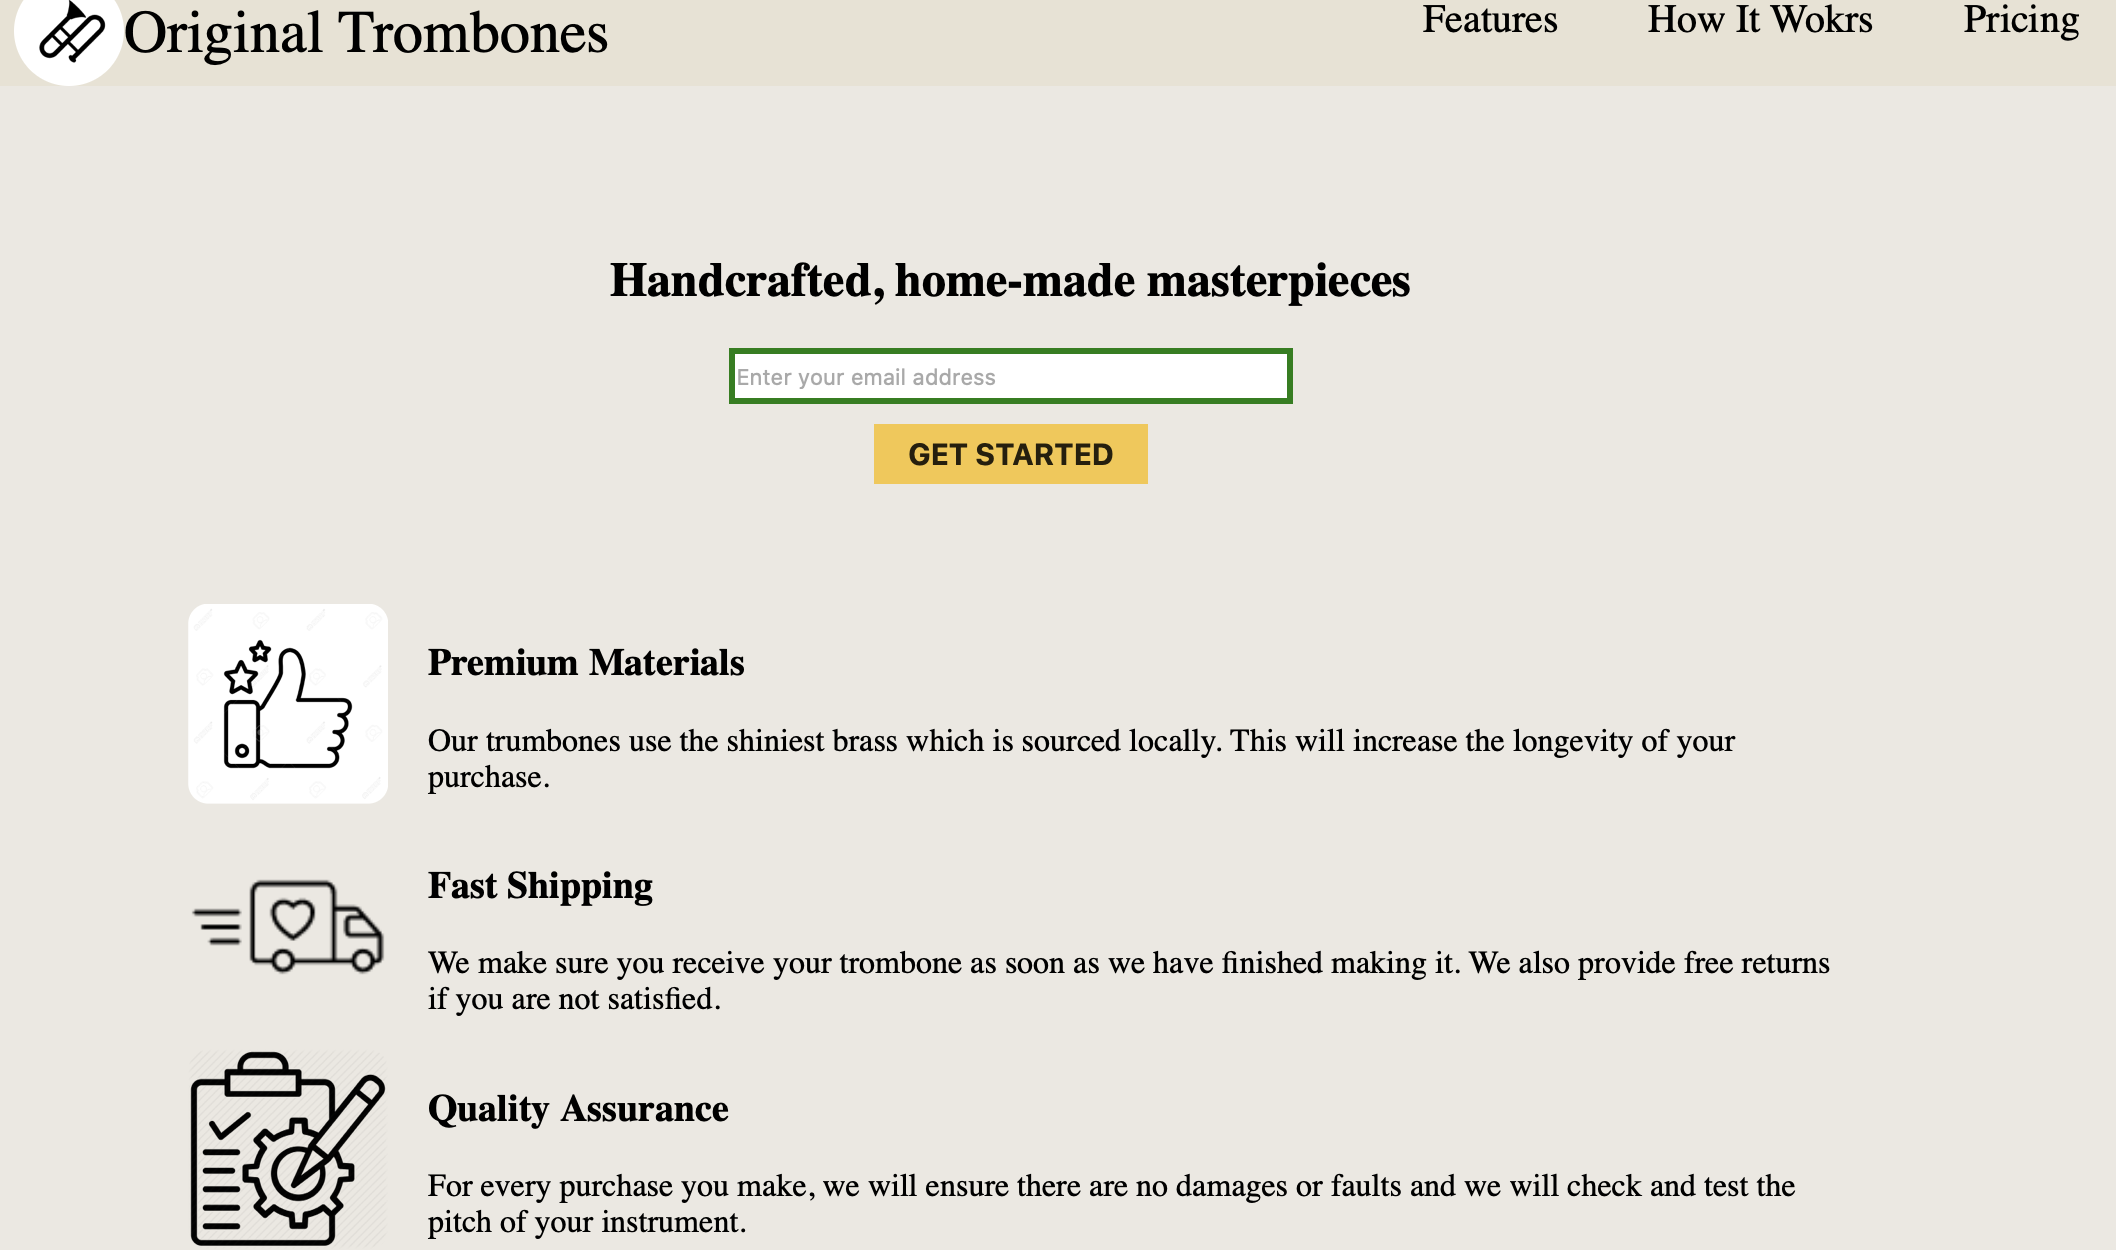 Original Trombones
Features
How It Wokrs
Pricing
Handcrafted, home-made masterpieces
Enter your email address
GET STARTED
Premium Materials
Our trumbones use the shiniest brass which is sourced locally. This will increase the longevity of your
purchase.
Fast Shipping
We make sure you receive your trombone as soon as we have finished making it. We also provide free returns
if you are not satisfied.
Quality Assurance
For every purchase you make, we will ensure there are no damages or faults and we will check and test the
pitch of your instrument.